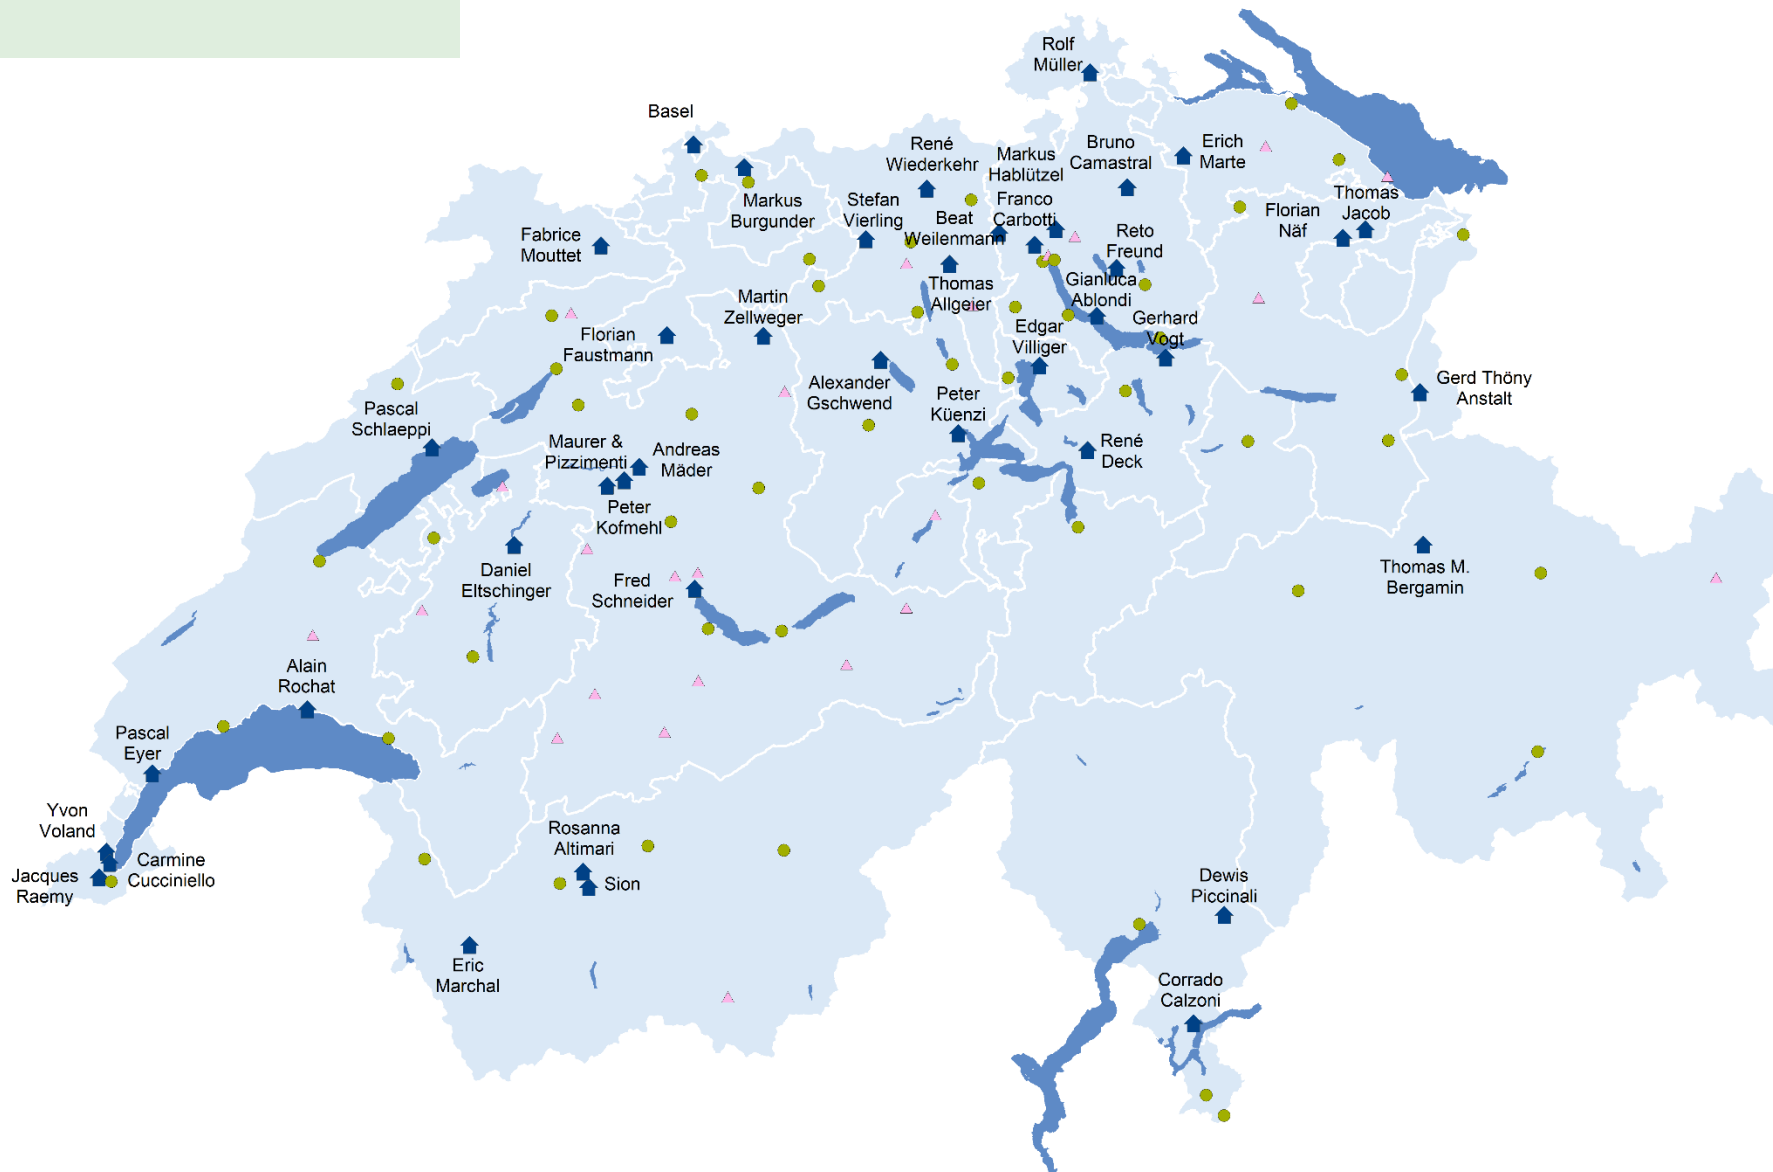 Rolf
Müller
Basel
René
Wiederkehr
Markus
Hablützel
Bruno
Camastral
Erich
Marte
Markus
Burgunder
Stefan
Vierling
Beat
Weilenmann
Franco
Carbotti
Thomas
Jacob
Florian
Näf
Fabrice
Mouttet
Reto
Freund
Thomas
Allgeier
Gianluca
Ablondi
Martin
Zellweger
Gerhard
Vogt
Florian
Faustmann
Edgar
Villiger
Alexander
Gschwend
Gerd Thöny
Anstalt
Peter
Küenzi
Pascal
Schlaeppi
Maurer &
Pizzimenti
Andreas
Mäder
René
Deck
Peter
Kofmehl
Daniel
Eltschinger
Fred
Schneider
Thomas M.
Bergamin
Alain
Rochat
Pascal
Eyer
Yvon
Voland
Carmine
Cucciniello
Jacques
Raemy
Rosanna
Altimari
Sion
Dewis
Piccinali
Eric
Marchal
Corrado
Calzoni